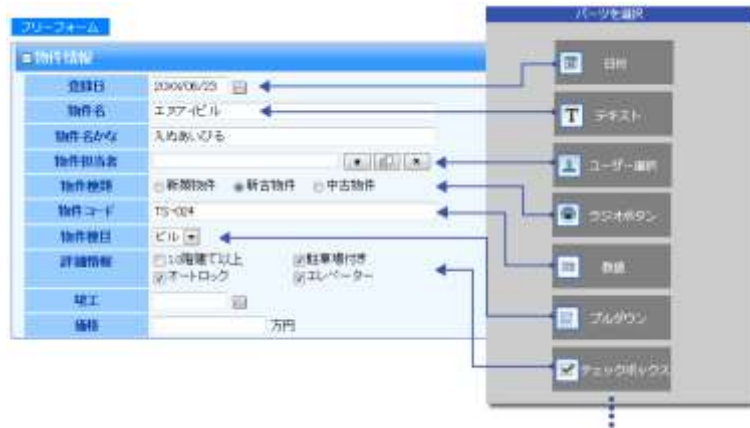 フリーフォーム
パーツを選択
物件情報
登録日
物件名 エヌアイビル
物件名かな えぬあいびる
物件担当者
物件種類 新築物件 新古物件 中古物件
物件コード TS-024
物件種目 ビル
詳細情報 10階建て以上 駐車場付き
オートロック エレベーター
竣工
価格 万円
日付
テキスト
ユーザー選択
ラジオボタン
数値
プルダウン
チェックボックス